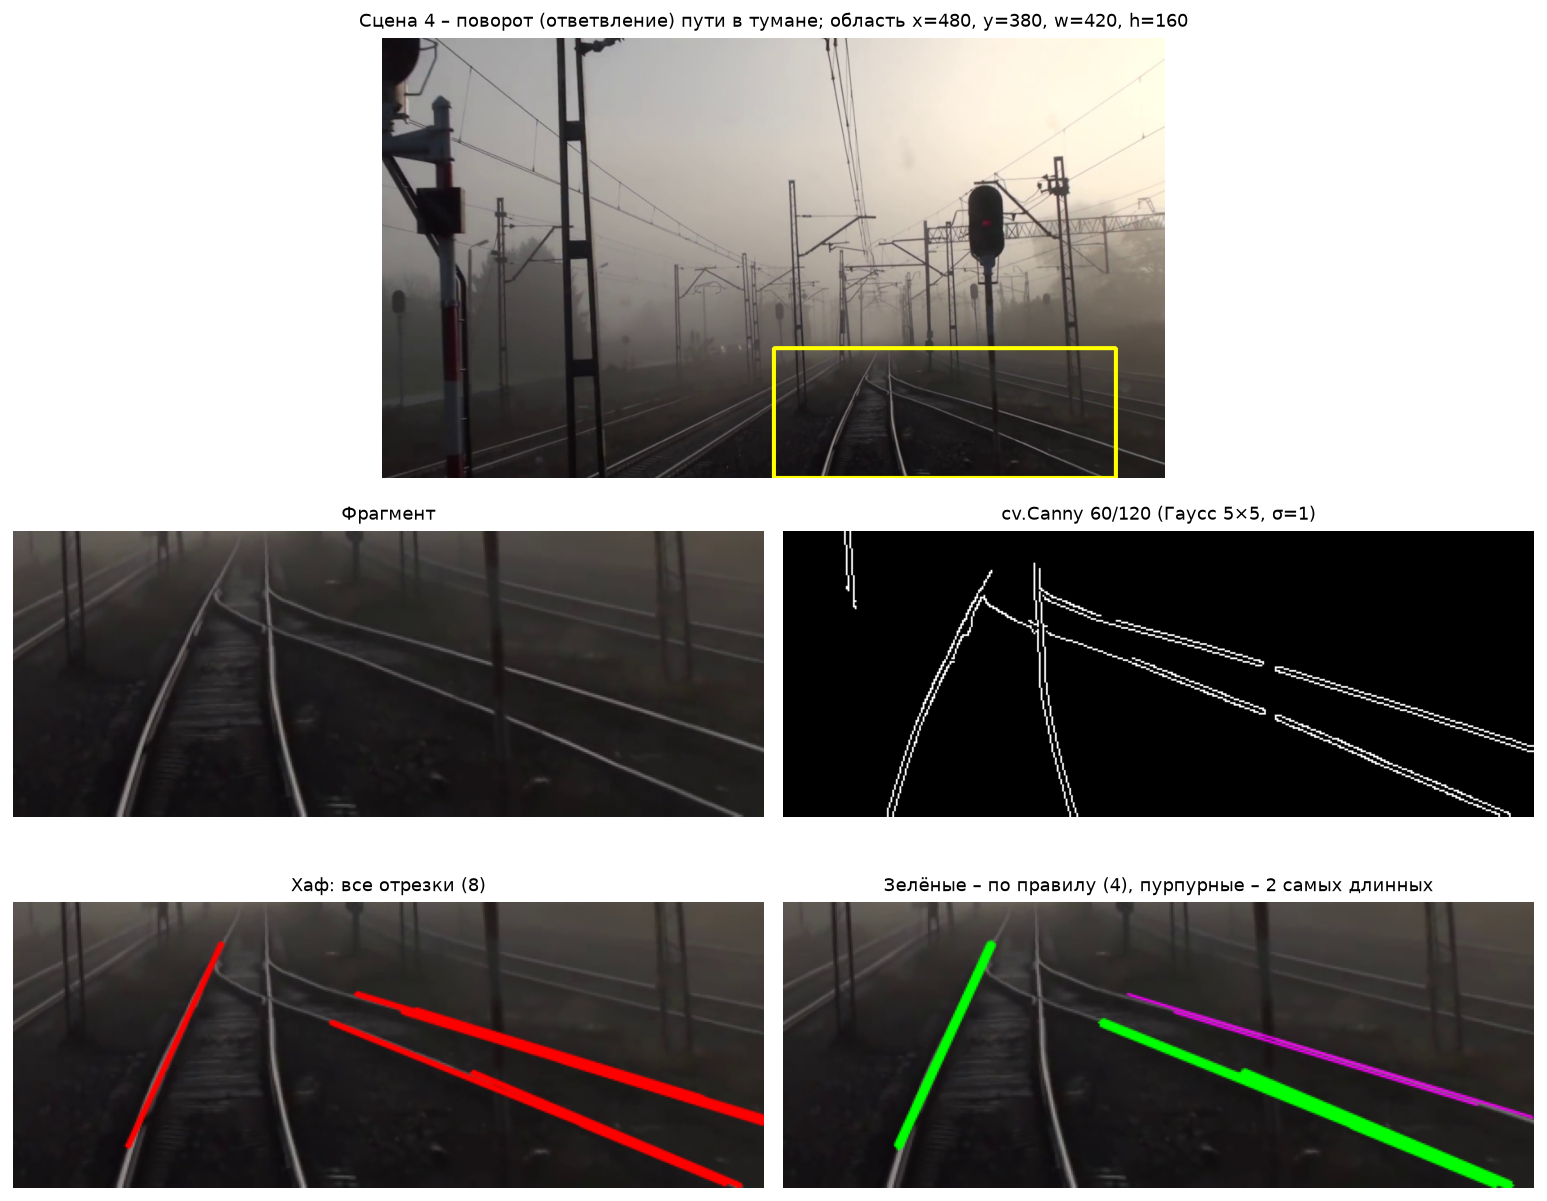 Сцена 4 – поворот (ответвление) пути в тумане; область x=480, y=380, w=420, h=160
Фрагмент
cv.Canny 60/120 (Гаусс 5×5, σ=1)
Хаф: все отрезки (8)
Зелёные – по правилу (4), пурпурные – 2 самых длинных